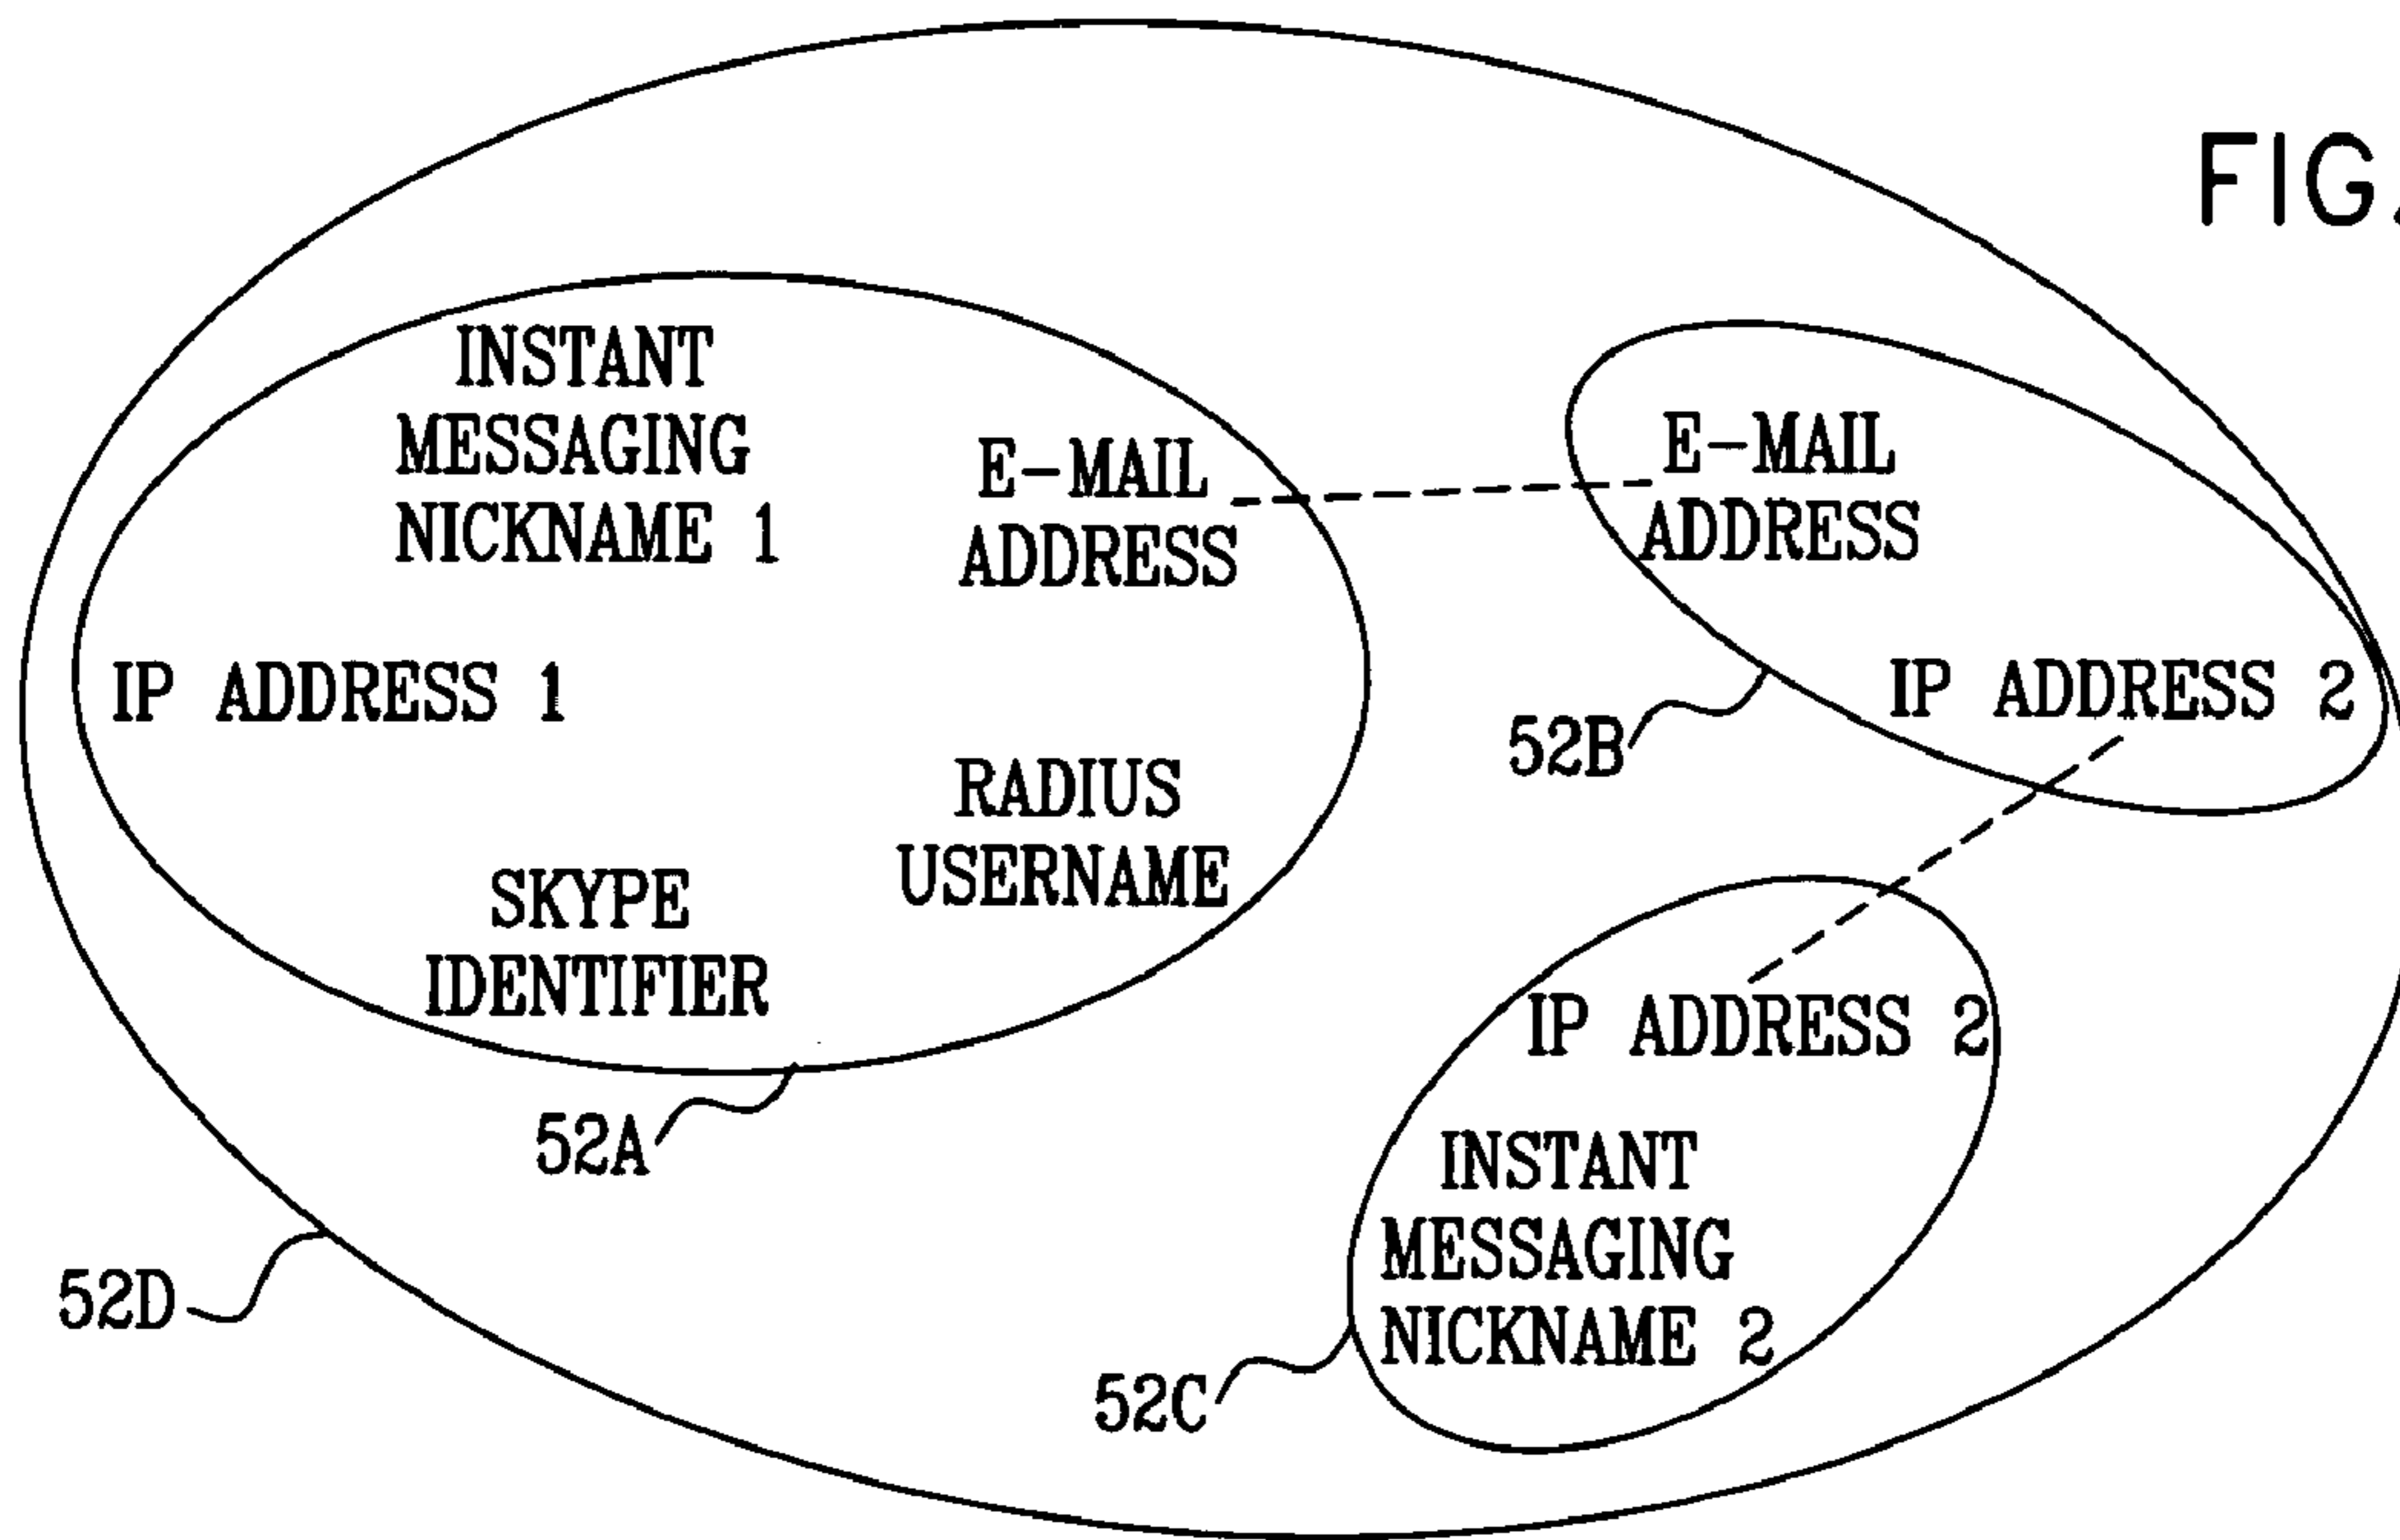 FIG.
INSTANT
MESSAGING
NICKNAME 1
E-MAIL
ADDRESS
IP ADDRESS 1
RADIUS
USERNAME
SKYPE
IDENTIFIER
52A
E-MAIL
ADDRESS
IP ADDRESS 2
52B
IP ADDRESS 2
INSTANT
MESSAGING
NICKNAME 2
52C
52D